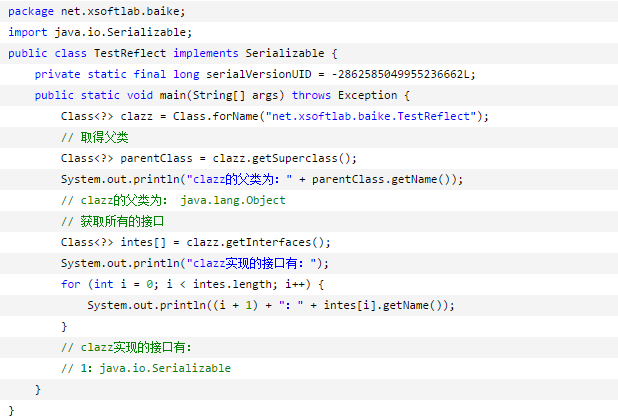 package net.xsoftlab.baike;
import java.io.Serializable;
public class TestReflect implements Serializable {
    private static final long serialVersionUID = -2862585049955236662L;
    public static void main(String[] args) throws Exception {
        Class<?> clazz = Class.forName("net.xsoftlab.baike.TestReflect");
        // 取得父类
        Class<?> parentClass = clazz.getSuperclass();
        System.out.println("clazz的父类为：" + parentClass.getName());
        // clazz的父类为： java.lang.Object
        // 获取所有的接口
        Class<?> intes[] = clazz.getInterfaces();
        System.out.println("clazz实现的接口有：");
        for (int i = 0; i < intes.length; i++) {
            System.out.println((i + 1) + "：" + intes[i].getName());
        }
        // clazz实现的接口有：
        // 1：java.io.Serializable
    }
}